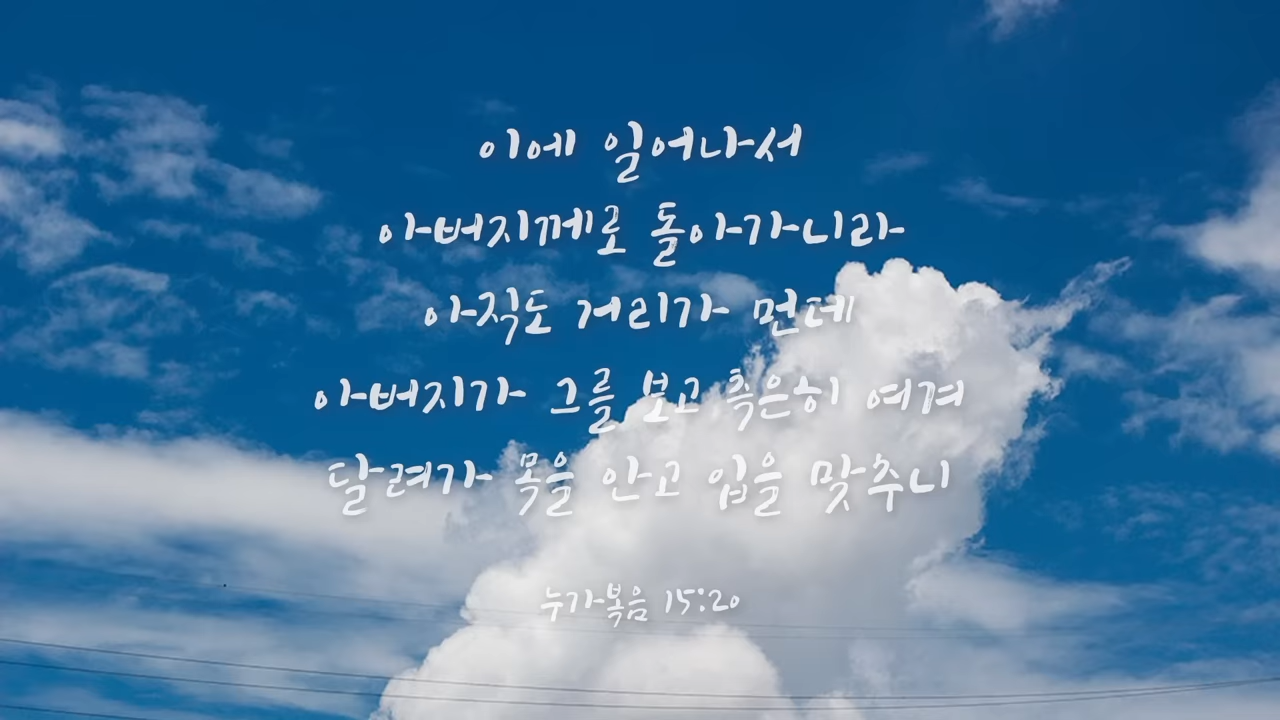 이에 일어나서
아버지께로 돌아가니라
아직도 거리가 먼데
아버지가 그를 보고 측은히 여겨
달려가 목을 안고 입을 맞추니
누가복음 15:20